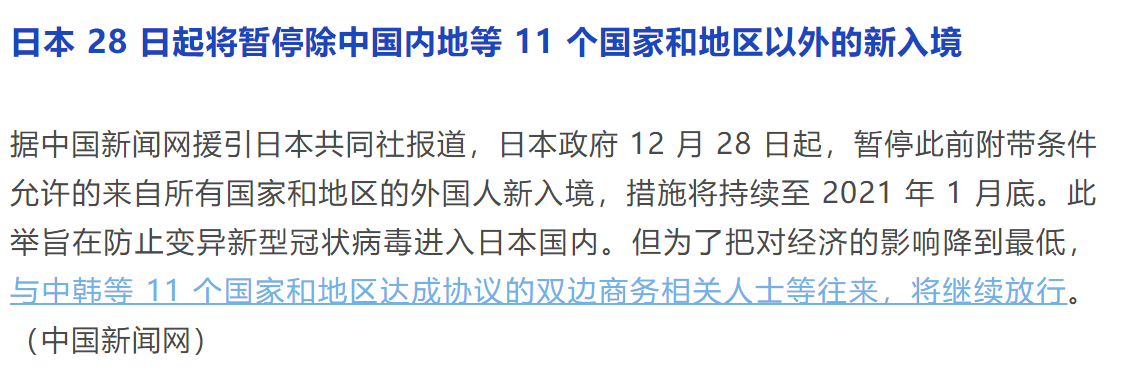 日本 28 日起将暂停除中国内地等 11 个国家和地区以外的新入境
据中国新闻网援引日本共同社报道，日本政府 12 月 28 日起，暂停此前附带条件
允许的来自所有国家和地区的外国人新入境，措施将持续至 2021 年 1 月底。此
举旨在防止变异新型冠状病毒进入日本国内。但为了把对经济的影响降到最低，
与中韩等 11 个国家和地区达成协议的双边商务相关人士等往来，将继续放行。
（中国新闻网）